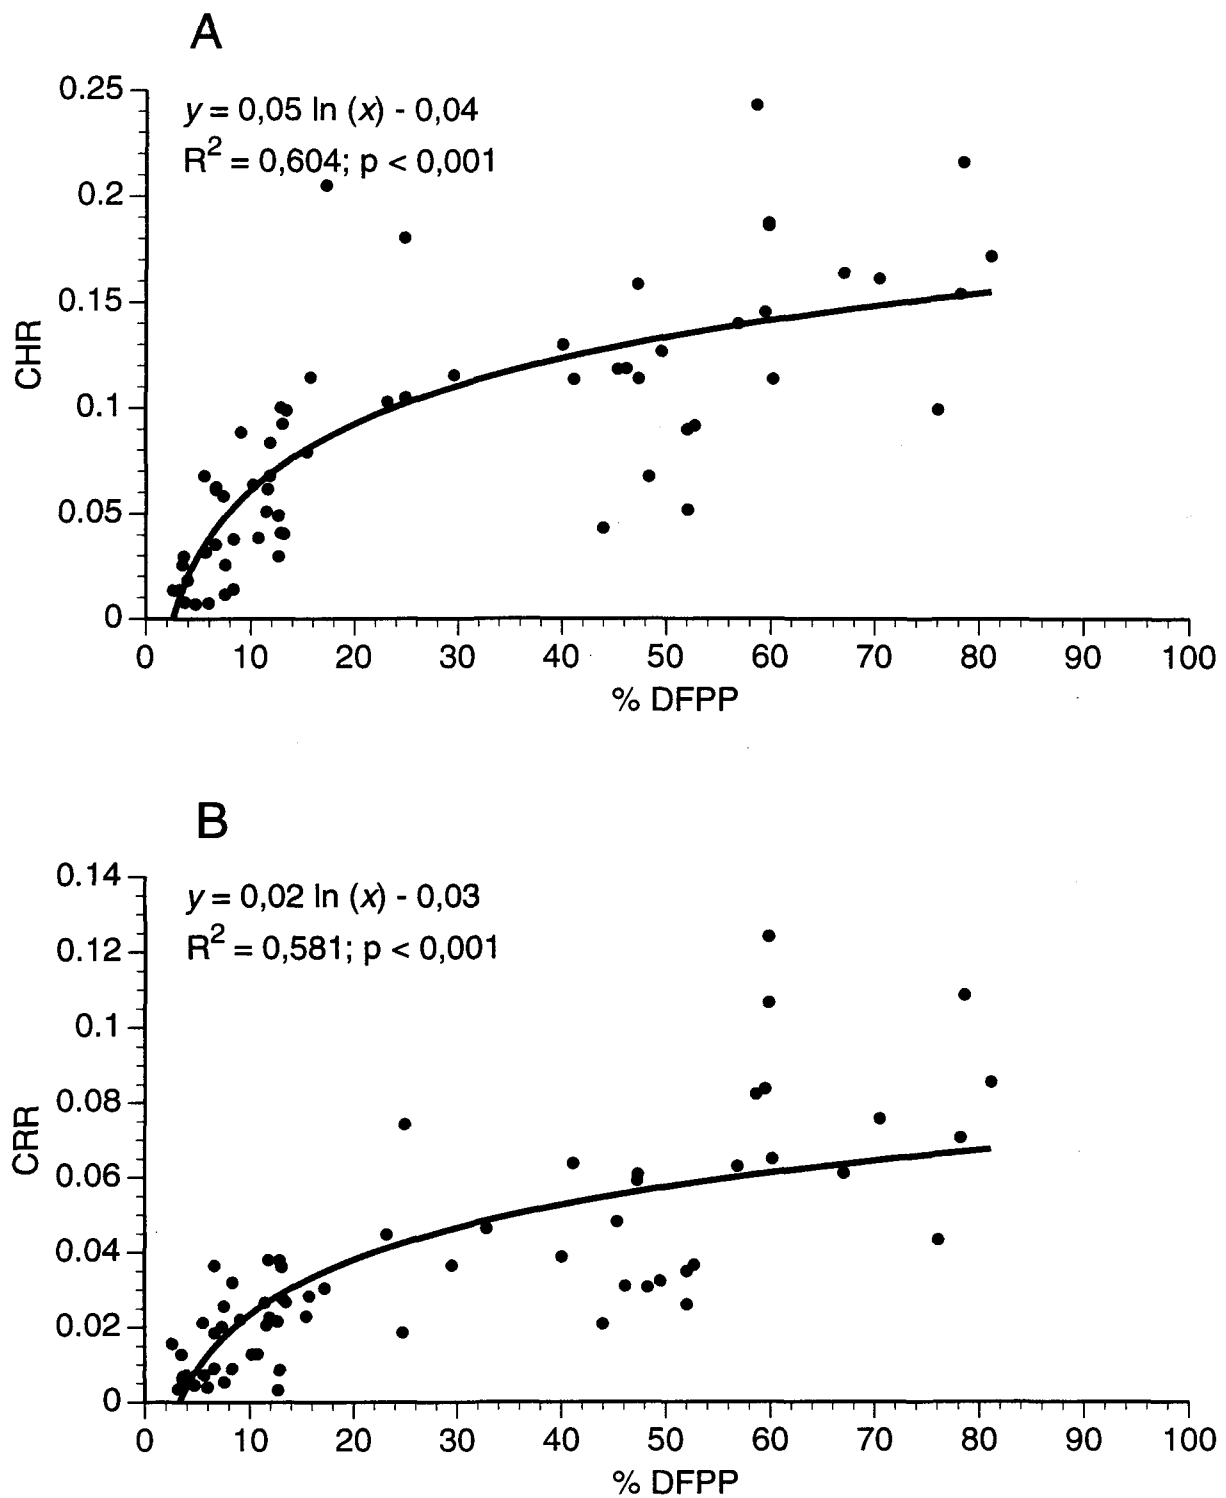 A
y = 0,05 ln (x) - 0,04
R² = 0,604; p < 0,001
0.25
0.2
0.15
0.1
0.05
0
CHR
0 10 20 30 40 50 60 70 80 90 100
% DFPP
B
y = 0,02 ln (x) - 0,03
R² = 0,581; p < 0,001
0.14
0.12
0.1
0.08
0.06
0.04
0.02
0
CRR
0 10 20 30 40 50 60 70 80 90 100
% DFPP